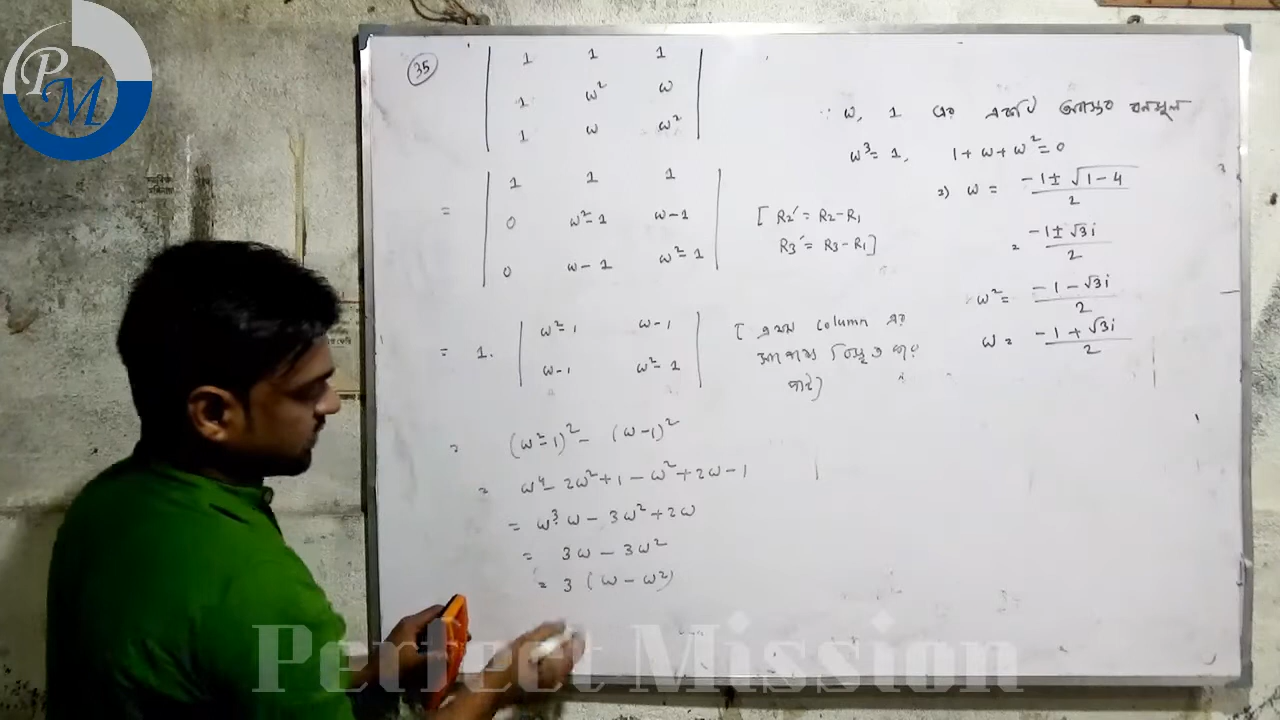 PM
35
1 1 1
1 ω² ω
1 ω ω²
= 1 1 1
0 ω²-1 ω-1
0 ω-1 ω²-1
[ R2′ = R2-R1
R3′ = R3-R1]
= 1. ω²-1 ω-1
ω-1 ω²-1
[ এর column এর
বিস্তৃত করে
পাই)
= (ω²-1)² - (ω-1)²
= ω⁴ - 2ω²+1 - ω²+2ω-1
= ω³.ω - 3ω²+2ω
= 3ω - 3ω²
= 3 (ω - ω²)
∵ ω, 1 এর একটি ঘনমূল
ω³ = 1, 1+ω+ω² = 0
ω = -1 ± √1-4 / 2
= -1 ± √3i / 2
ω² = -1 - √3i / 2
ω = -1 + √3i / 2
Perfect Mission